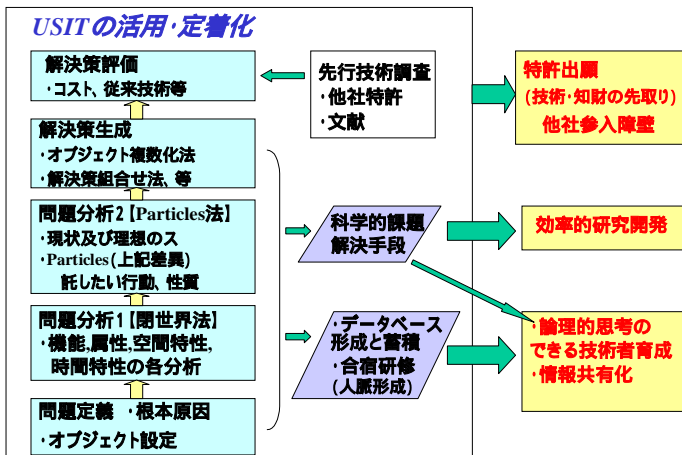 USITの活用･定着化
解決策評価
･コスト、従来技術等
先行技術調査
･他社特許
･文献
特許出願
(技術･知財の先取り)
他社参入障壁
解決策生成
･オブジェクト複数化法
･解決策組合せ法、等
問題分析2【Particles法】
･現状及び理想のス
･Particles(上記差異)
託したい行動、性質
科学的課題
解決手段
効率的研究開発
問題分析1【閉世界法】
･機能,属性,空間特性,
時間特性の各分析
･データベース
形成と蓄積
･合宿研修
(人脈形成)
･論理的思考の
できる技術者育成
･情報共有化
問題定義 ･根本原因
･オブジェクト設定